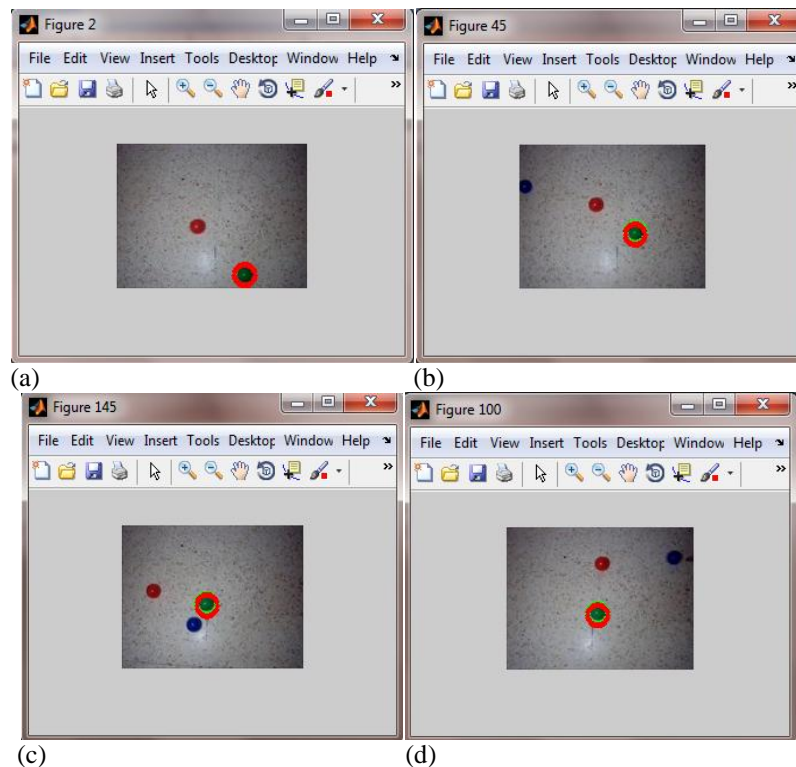 Figure 2
File Edit View Insert Tools Desktop Window Help
Figure 45
File Edit View Insert Tools Desktop Window Help
(a)
(b)
Figure 145
File Edit View Insert Tools Desktop Window Help
Figure 100
File Edit View Insert Tools Desktop Window Help
(c)
(d)